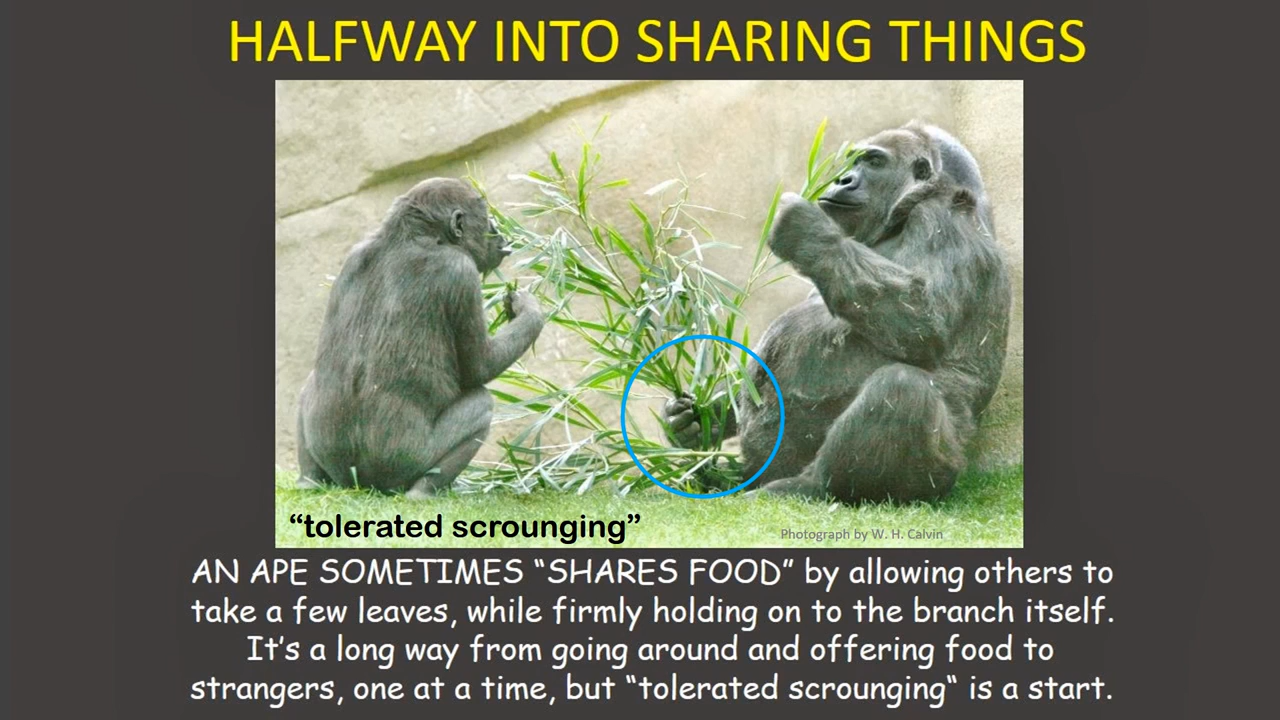 HALFWAY INTO SHARING THINGS
“tolerated scrounging”
Photograph by W. H. Calvin
AN APE SOMETIMES “SHARES FOOD” by allowing others to
take a few leaves, while firmly holding on to the branch itself.
It’s a long way from going around and offering food to
strangers, one at a time, but “tolerated scrounging“ is a start.